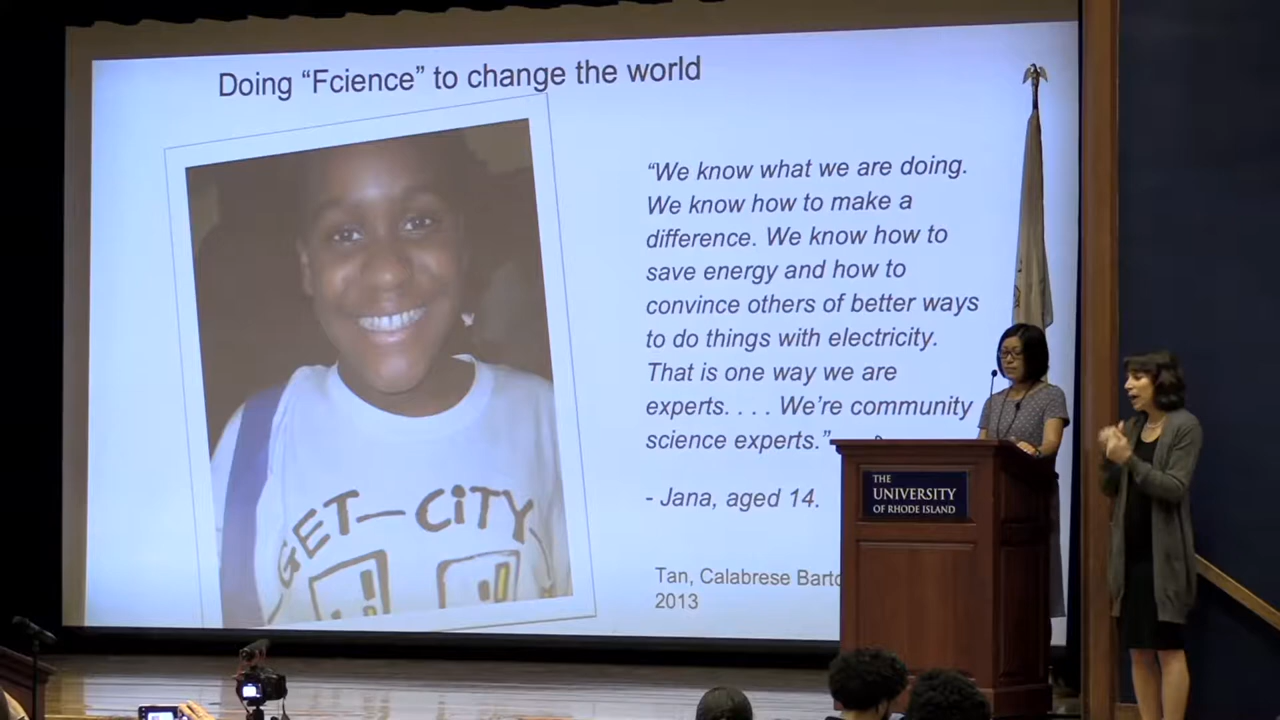 Doing “Fcience” to change the world
“We know what we are doing.
We know how to make a
difference. We know how to
save energy and how to
convince others of better ways
to do things with electricity.
That is one way we are
experts. . . . We’re community
science experts.”
- Jana, aged 14.
Tan, Calabrese
2013
GET-CiTY
THE
UNIVERSITY
OF RHODE ISLAND